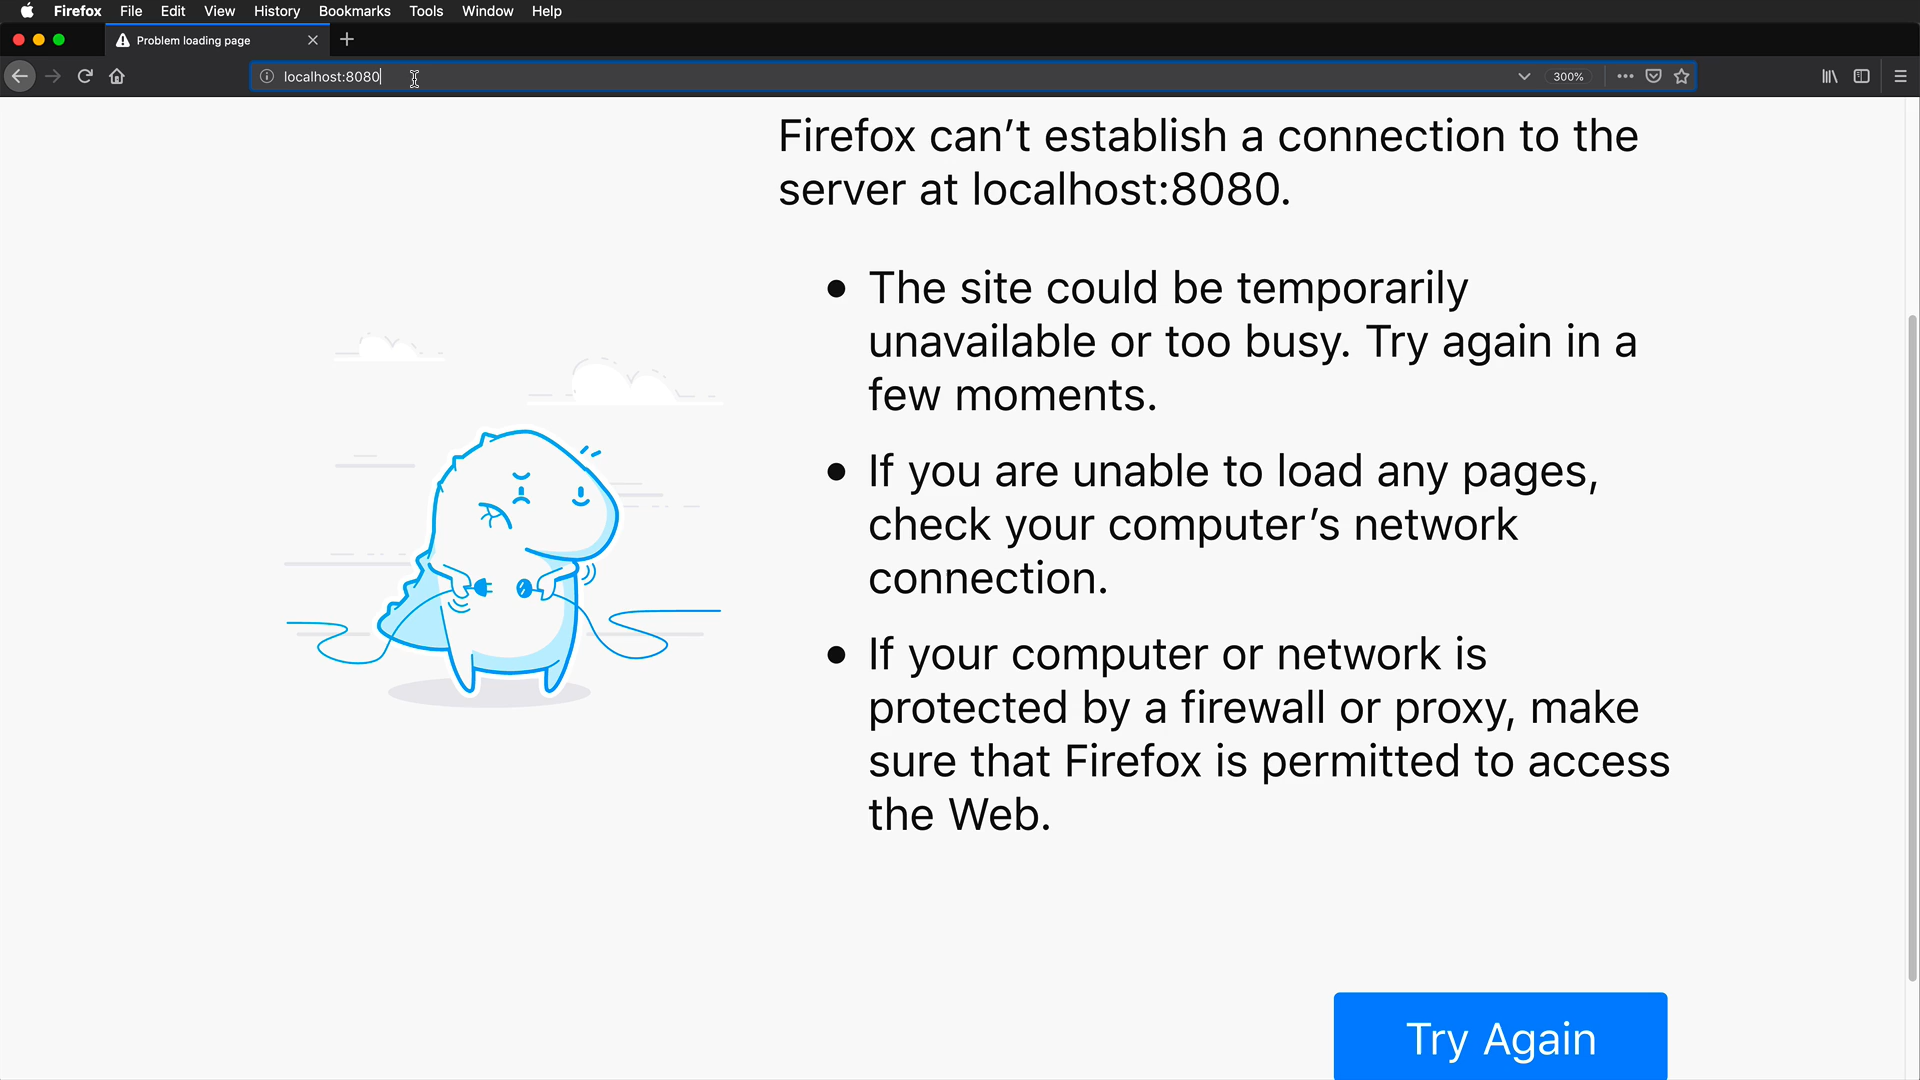 Firefox File Edit View History Bookmarks Tools Window Help
Problem loading page
localhost:8080
300%
Firefox can’t establish a connection to the
server at localhost:8080.
• The site could be temporarily
unavailable or too busy. Try again in a
few moments.
• If you are unable to load any pages,
check your computer’s network
connection.
• If your computer or network is
protected by a firewall or proxy, make
sure that Firefox is permitted to access
the Web.
Try Again